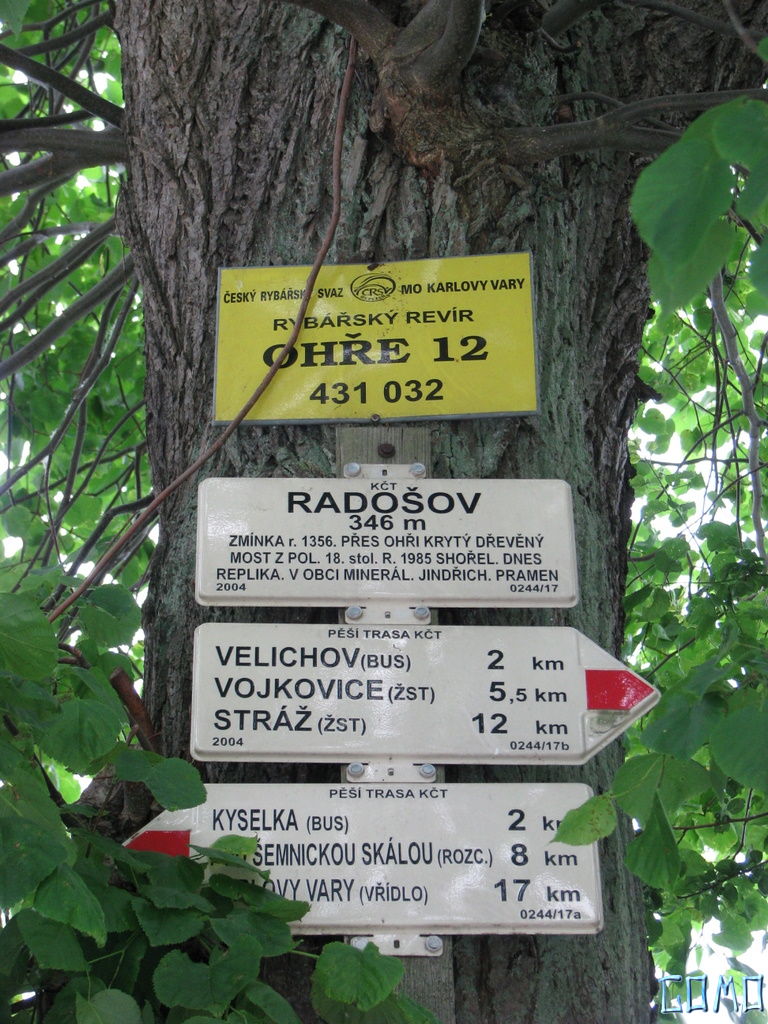 ČESKÝ RYBÁŘSKÝ SVAZ ČRS MO KARLOVY VARY
RYBÁŘSKÝ REVÍR
OHŘE 12
431 032
KČT
RADOŠOV
346 m
ZMÍNKA r. 1356. PŘES OHŘI KRYTÝ DŘEVĚNÝ
MOST Z POL. 18. stol. R. 1985 SHOŘEL. DNES
REPLIKA. V OBCI MINERÁL. JINDŘICH. PRAMEN
2004 0244/17
PĚŠÍ TRASA KČT
VELICHOV (BUS) 2 km
VOJKOVICE (ŽST) 5,5 km
STRÁŽ (ŽST) 12 km
2004 0244/17b
PĚŠÍ TRASA KČT
KYSELKA (BUS) 2 km
ŠEMNICKOU SKÁLOU (ROZC.) 8 km
VARY (VŘÍDLO) 17 km
0244/17a
GOMO